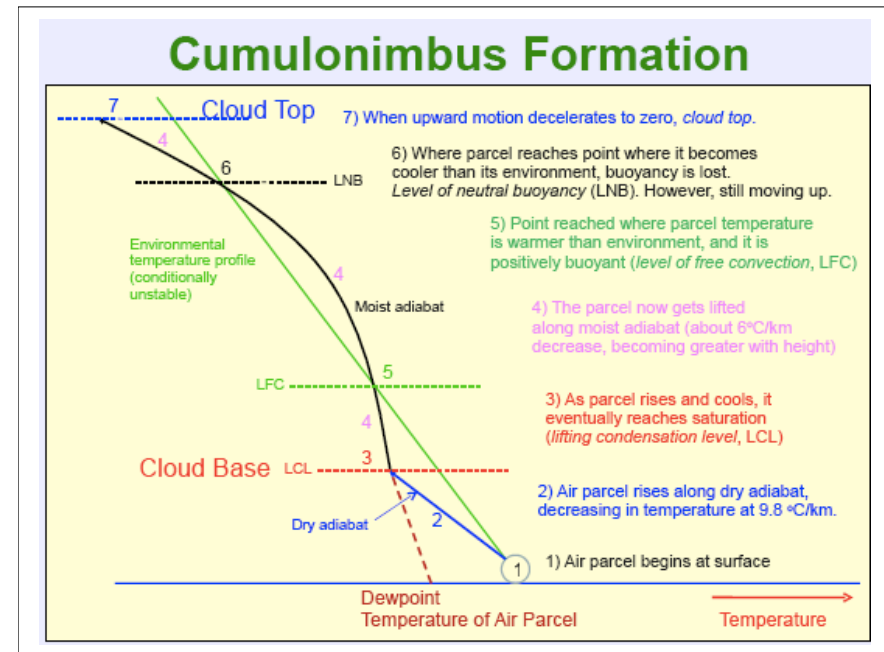 Cumulonimbus Formation
7
Cloud Top
7) When upward motion decelerates to zero, cloud top.
4
6
LNB
6) Where parcel reaches point where it becomes
cooler than its environment, buoyancy is lost.
Level of neutral buoyancy (LNB). However, still moving up.
5) Point reached where parcel temperature
is warmer than environment, and it is
positively buoyant (level of free convection, LFC)
Environmental
temperature profile
(conditionally
unstable)
4
Moist adiabat
4) The parcel now gets lifted
along moist adiabat (about 6°C/km
decrease, becoming greater with height)
LFC
5
4
3) As parcel rises and cools, it
eventually reaches saturation
(lifting condensation level, LCL)
Cloud Base
LCL
3
2) Air parcel rises along dry adiabat,
decreasing in temperature at 9.8 °C/km.
Dry adiabat
2
1
1) Air parcel begins at surface
Dewpoint
Temperature of Air Parcel
Temperature